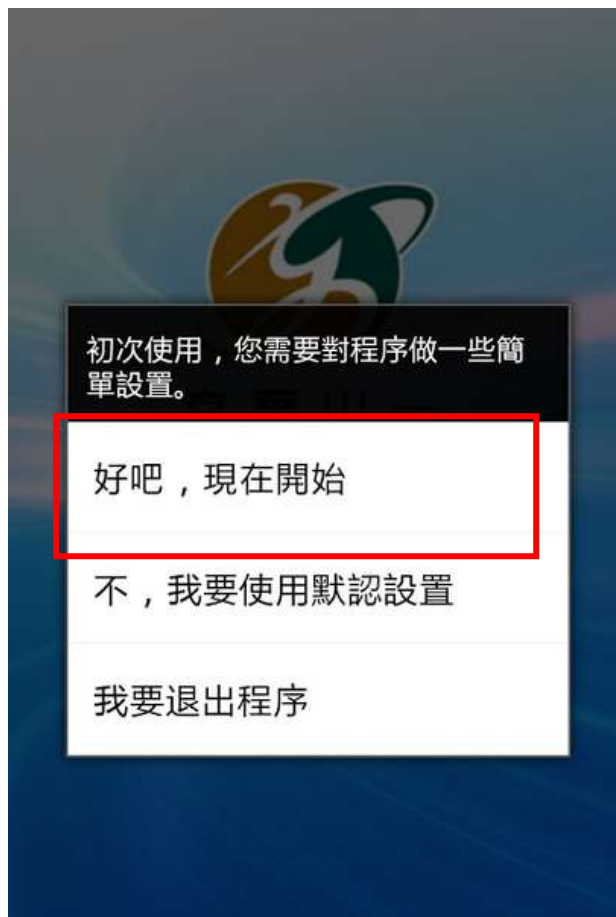 初次使用，您需要對程序做一些簡
單設置。
好吧，現在開始
不，我要使用默認設置
我要退出程序